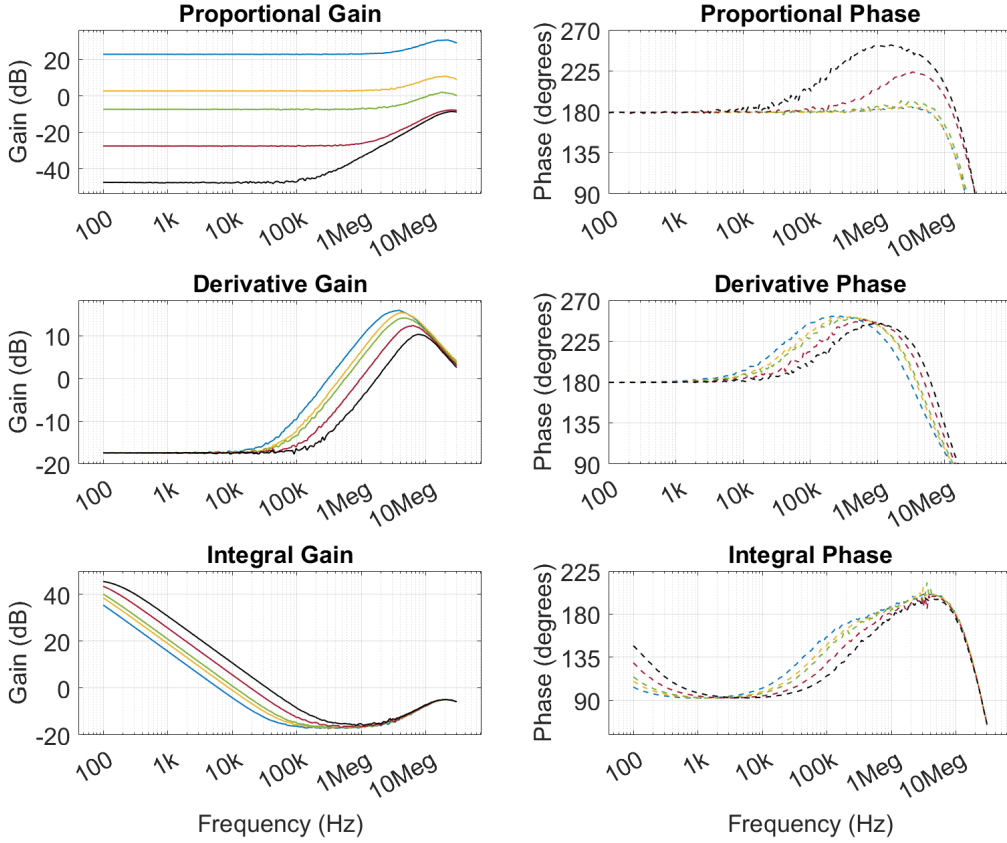 Proportional Gain
Gain (dB)
20
0
-20
-40
100
1k
10k
100k
1Meg
10Meg
Proportional Phase
Phase (degrees)
270
225
180
135
90
100
1k
10k
100k
1Meg
10Meg
Derivative Gain
Gain (dB)
10
0
-10
-20
100
1k
10k
100k
1Meg
10Meg
Derivative Phase
Phase (degrees)
270
225
180
135
90
100
1k
10k
100k
1Meg
10Meg
Integral Gain
Gain (dB)
40
20
0
-20
100
1k
10k
100k
1Meg
10Meg
Frequency (Hz)
Integral Phase
Phase (degrees)
225
180
135
90
100
1k
10k
100k
1Meg
10Meg
Frequency (Hz)